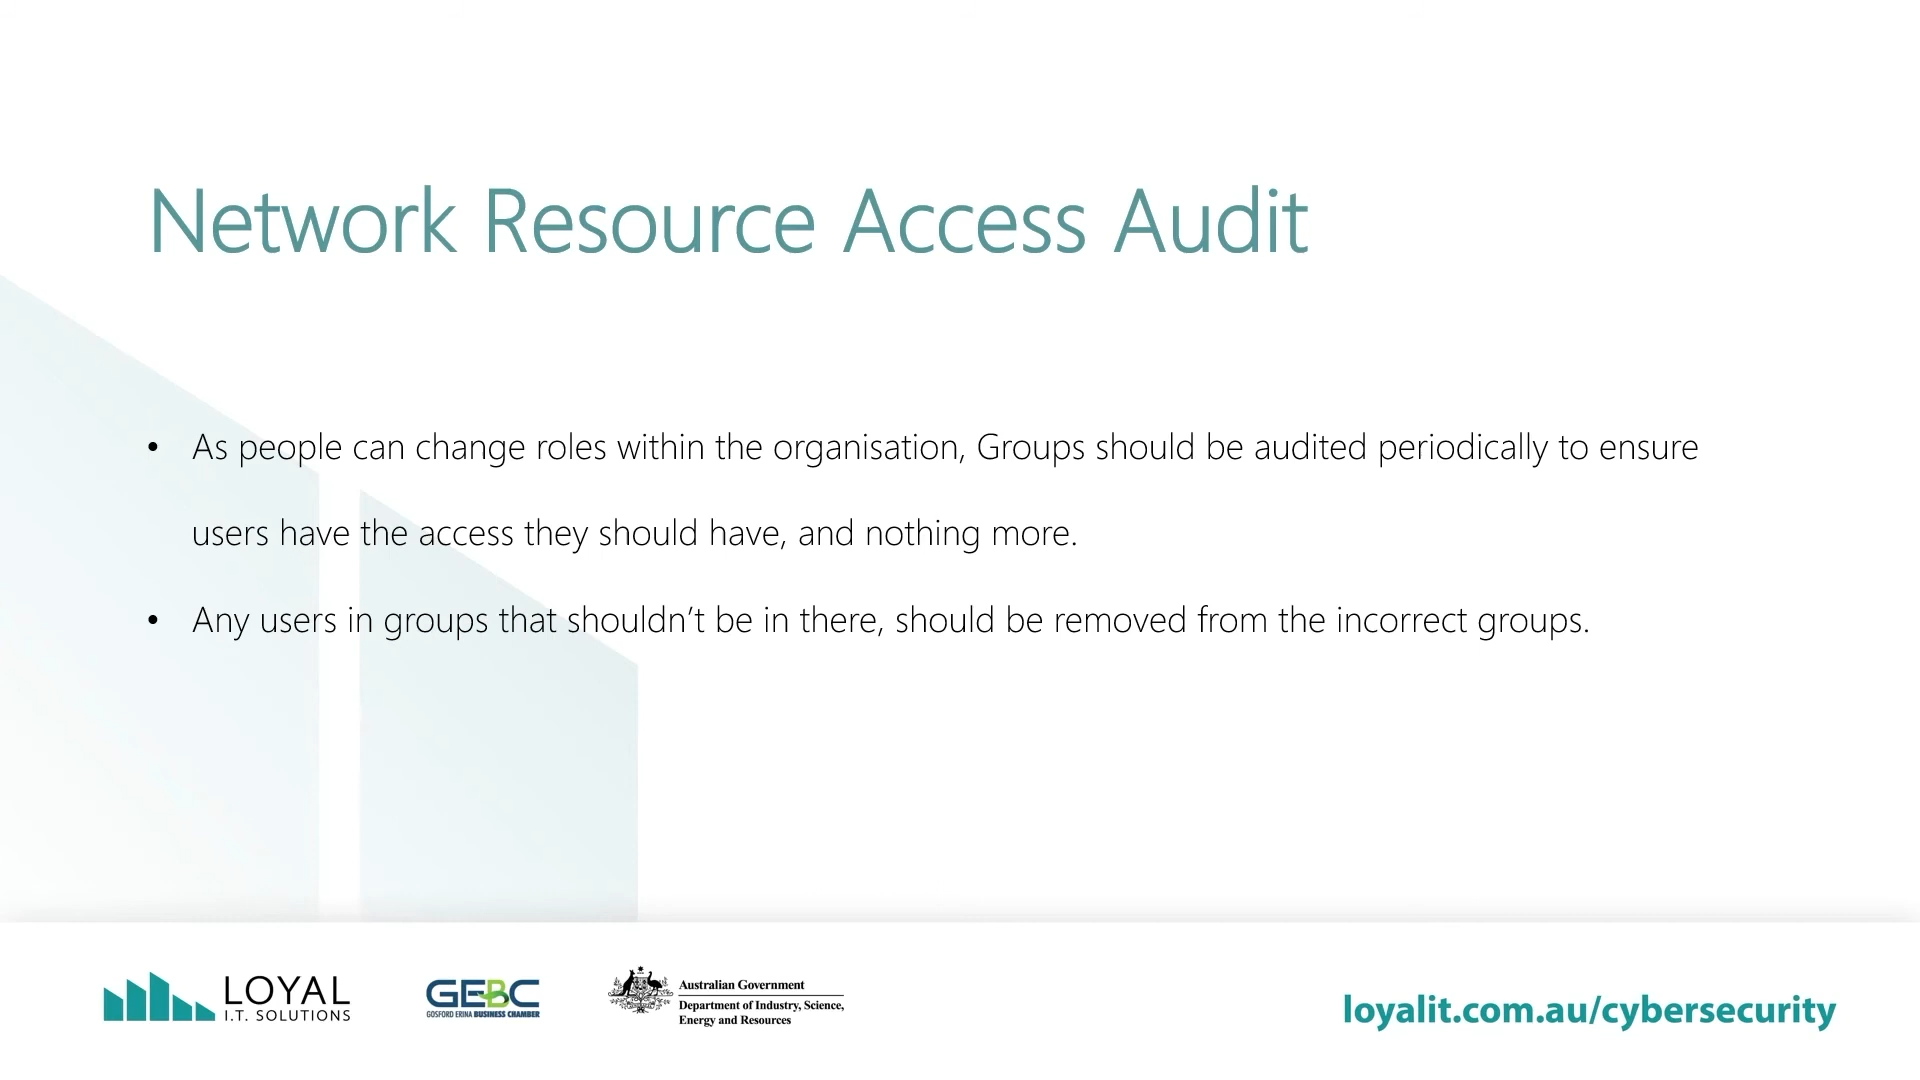 Network Resource Access Audit
• As people can change roles within the organisation, Groups should be audited periodically to ensure
users have the access they should have, and nothing more.
• Any users in groups that shouldn’t be in there, should be removed from the incorrect groups.
LOYAL
I.T. SOLUTIONS
GEBC
GOSFORD ERINA BUSINESS CHAMBER
Australian Government
Department of Industry, Science,
Energy and Resources
loyalit.com.au/cybersecurity